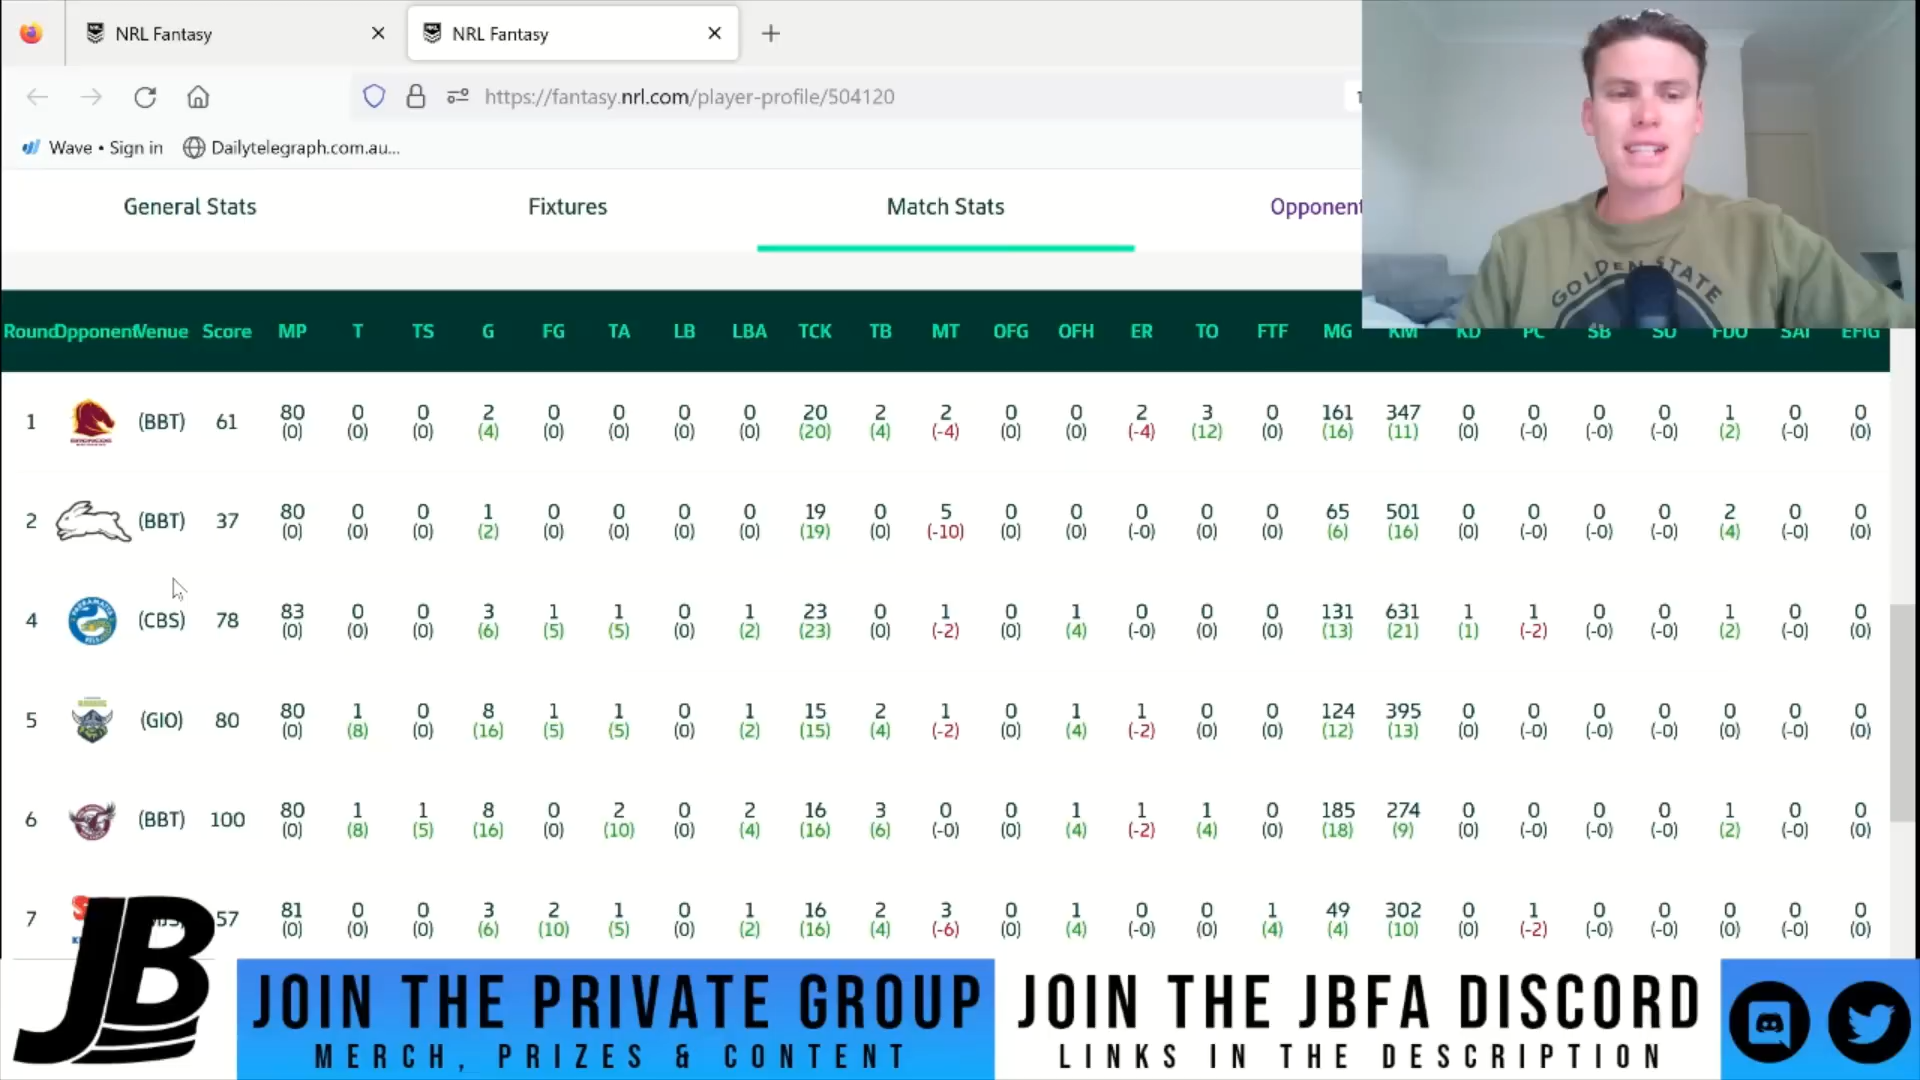 NRL Fantasy
NRL Fantasy
https://fantasy.nrl.com/player-profile/504120
Wave • Sign in
Dailytelegraph.com.au...
General Stats Fixtures Match Stats Opponent
Round Opponent Venue Score MP T TS G FG TA LB LBA TCK TB MT OFG OFH ER TO FTF MG KM KD PC SB SO FDO SAI EFIG
1 (BBT) 61 80 0 0 2 0 0 0 0 20 2 2 0 0 2 3 0 161 347 0 0 0 0 1 0 0
(0) (0) (0) (4) (0) (0) (0) (0) (20) (4) (-4) (0) (0) (-4) (12) (0) (16) (11) (0) (-0) (-0) (-0) (2) (-0) (0)
2 (BBT) 37 80 0 0 1 0 0 0 0 19 0 5 0 0 0 0 0 65 501 0 0 0 0 2 0 0
(0) (0) (0) (2) (0) (0) (0) (0) (19) (0) (-10) (0) (0) (-0) (0) (0) (6) (16) (0) (-0) (-0) (-0) (4) (-0) (0)
4 (CBS) 78 83 0 0 3 1 1 0 1 23 0 1 0 1 0 0 0 131 631 1 1 0 0 1 0 0
(0) (0) (0) (6) (5) (5) (0) (2) (23) (0) (-2) (0) (4) (-0) (0) (0) (13) (21) (1) (-2) (-0) (-0) (2) (-0) (0)
5 (GIO) 80 80 1 0 8 1 1 0 1 15 2 1 0 1 1 0 0 124 395 0 0 0 0 0 0 0
(0) (8) (0) (16) (5) (5) (0) (2) (15) (4) (-2) (0) (4) (-2) (0) (0) (12) (13) (0) (-0) (-0) (-0) (0) (-0) (0)
6 (BBT) 100 80 1 1 8 0 2 0 2 16 3 0 0 1 1 1 0 185 274 0 0 0 0 1 0 0
(0) (8) (5) (16) (0) (10) (0) (4) (16) (6) (-0) (0) (4) (-2) (4) (0) (18) (9) (0) (-0) (-0) (-0) (2) (-0) (0)
7 57 81 0 0 3 2 1 0 1 16 2 3 0 1 0 0 1 49 302 0 1 0 0 0 0 0
(0) (0) (0) (6) (10) (5) (0) (2) (16) (4) (-6) (0) (4) (-0) (0) (4) (4) (10) (0) (-2) (-0) (-0) (0) (-0) (0)
GOLDEN STATE
JB
JOIN THE PRIVATE GROUP
MERCH, PRIZES & CONTENT
JOIN THE JBFA DISCORD
LINKS IN THE DESCRIPTION